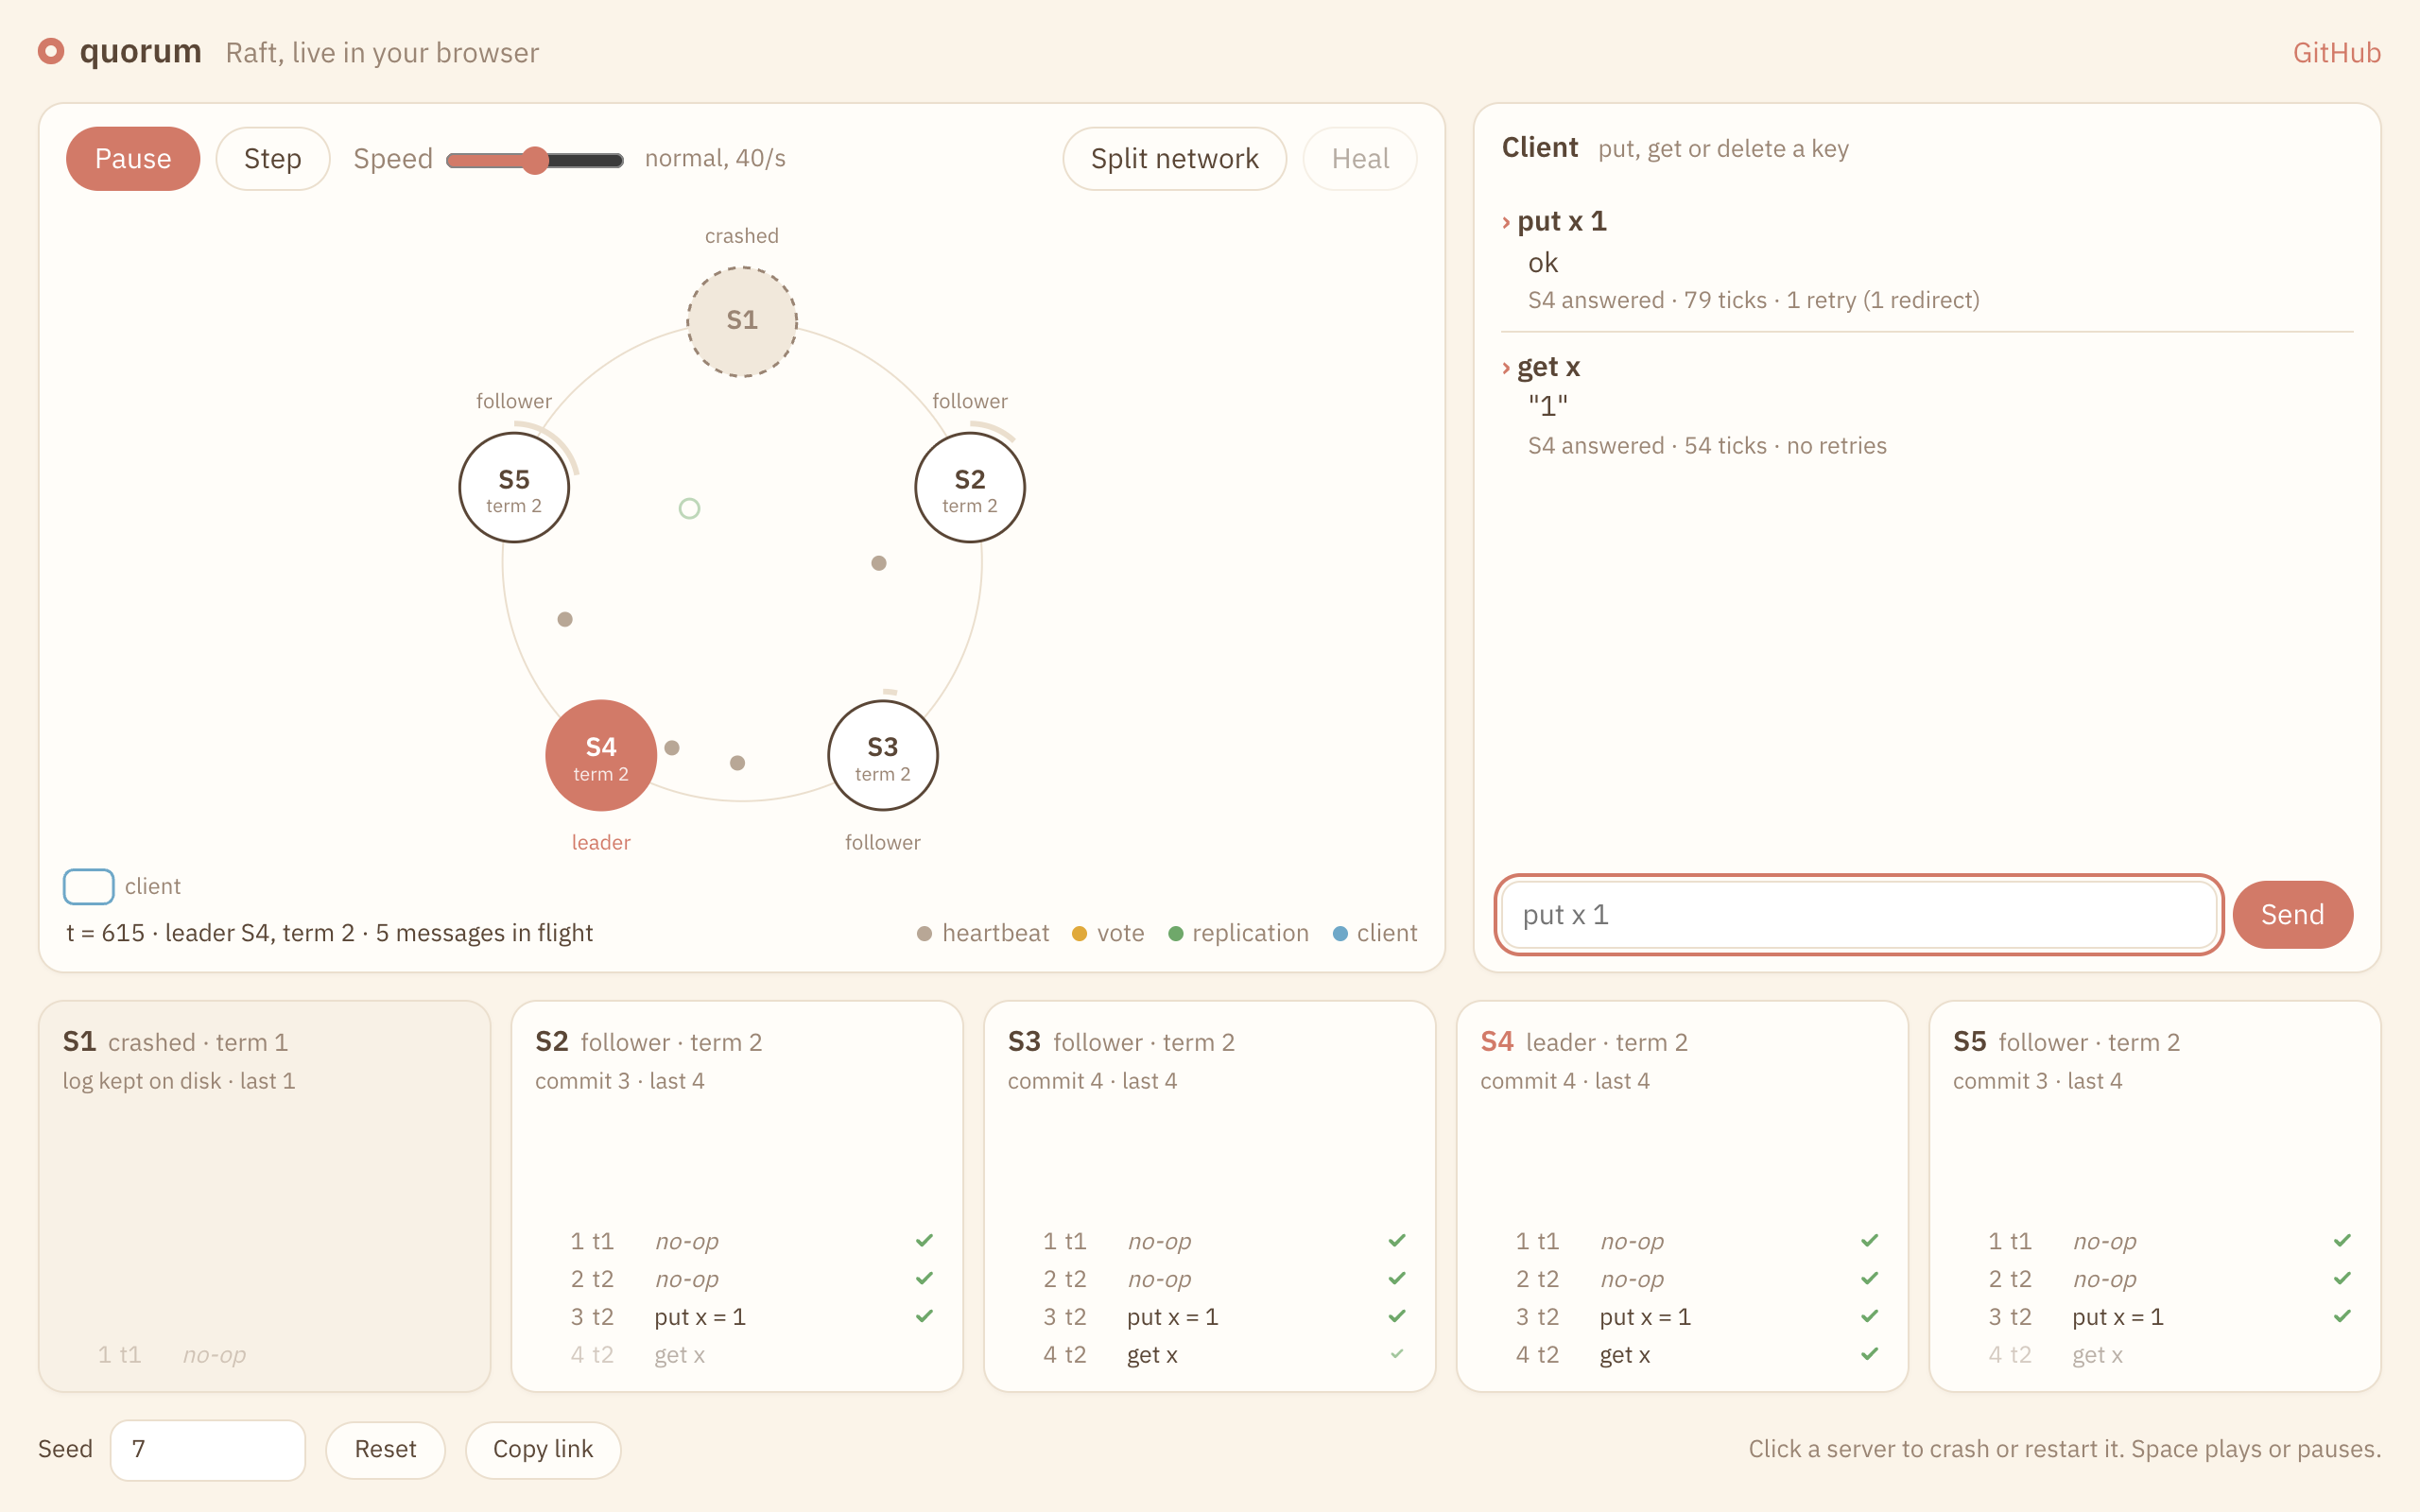 quorum Raft, live in your browser GitHub
Pause Step Speed normal, 40/s Split network Heal
crashed
S1
follower
follower
S5
term 2
S2
term 2
S4
term 2
S3
term 2
leader
follower
client
t = 615 · leader S4, term 2 · 5 messages in flight
heartbeat vote replication client
Client put, get or delete a key
› put x 1
ok
S4 answered · 79 ticks · 1 retry (1 redirect)
› get x
"1"
S4 answered · 54 ticks · no retries
put x 1 Send
S1 crashed · term 1
log kept on disk · last 1
1 t1 no-op
S2 follower · term 2
commit 3 · last 4
1 t1 no-op ✓
2 t2 no-op ✓
3 t2 put x = 1 ✓
4 t2 get x
S3 follower · term 2
commit 4 · last 4
1 t1 no-op ✓
2 t2 no-op ✓
3 t2 put x = 1 ✓
4 t2 get x ✓
S4 leader · term 2
commit 4 · last 4
1 t1 no-op ✓
2 t2 no-op ✓
3 t2 put x = 1 ✓
4 t2 get x ✓
S5 follower · term 2
commit 3 · last 4
1 t1 no-op ✓
2 t2 no-op ✓
3 t2 put x = 1 ✓
4 t2 get x
Seed 7 Reset Copy link
Click a server to crash or restart it. Space plays or pauses.